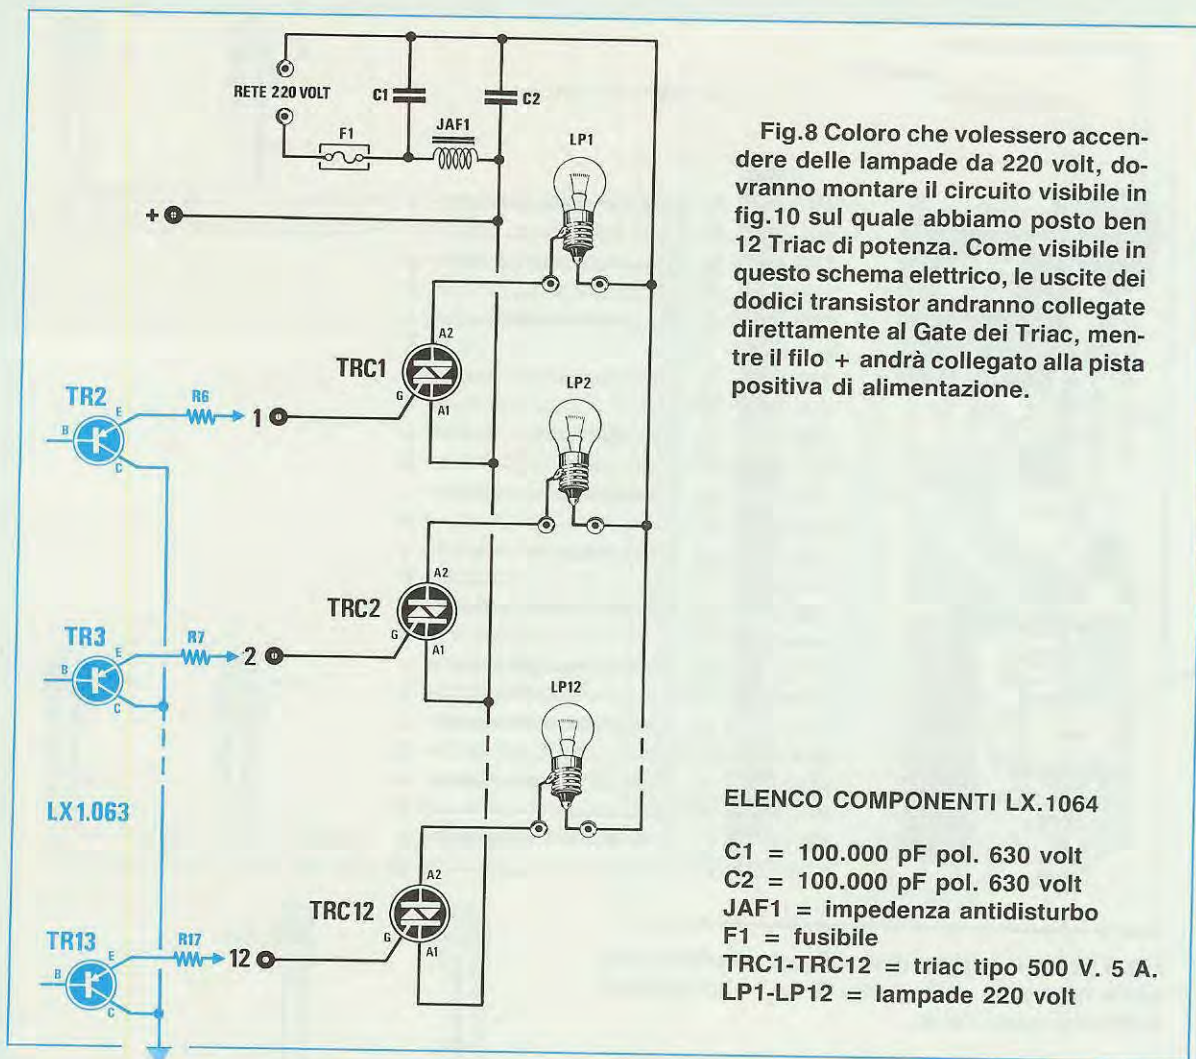 RETE 220 VOLT
C1
C2
F1
JAF1
LP1
+
Fig.8 Coloro che volessero accen-
dere delle lampade da 220 volt, do-
vranno montare il circuito visibile in
fig.10 sul quale abbiamo posto ben
12 Triac di potenza. Come visibile in
questo schema elettrico, le uscite dei
dodici transistor andranno collegate
direttamente al Gate dei Triac, men-
tre il filo + andrà collegato alla pista
positiva di alimentazione.
A2
TRC1
G
A1
LP2
TR2
E
R6
1
B
C
A2
TRC2
G
A1
TR3
E
R7
2
B
C
LP12
LX1.063
A2
TRC12
G
A1
TR13
E
R17
12
B
C
ELENCO COMPONENTI LX.1064
C1 = 100.000 pF pol. 630 volt
C2 = 100.000 pF pol. 630 volt
JAF1 = impedenza antidisturbo
F1 = fusibile
TRC1-TRC12 = triac tipo 500 V. 5 A.
LP1-LP12 = lampade 220 volt